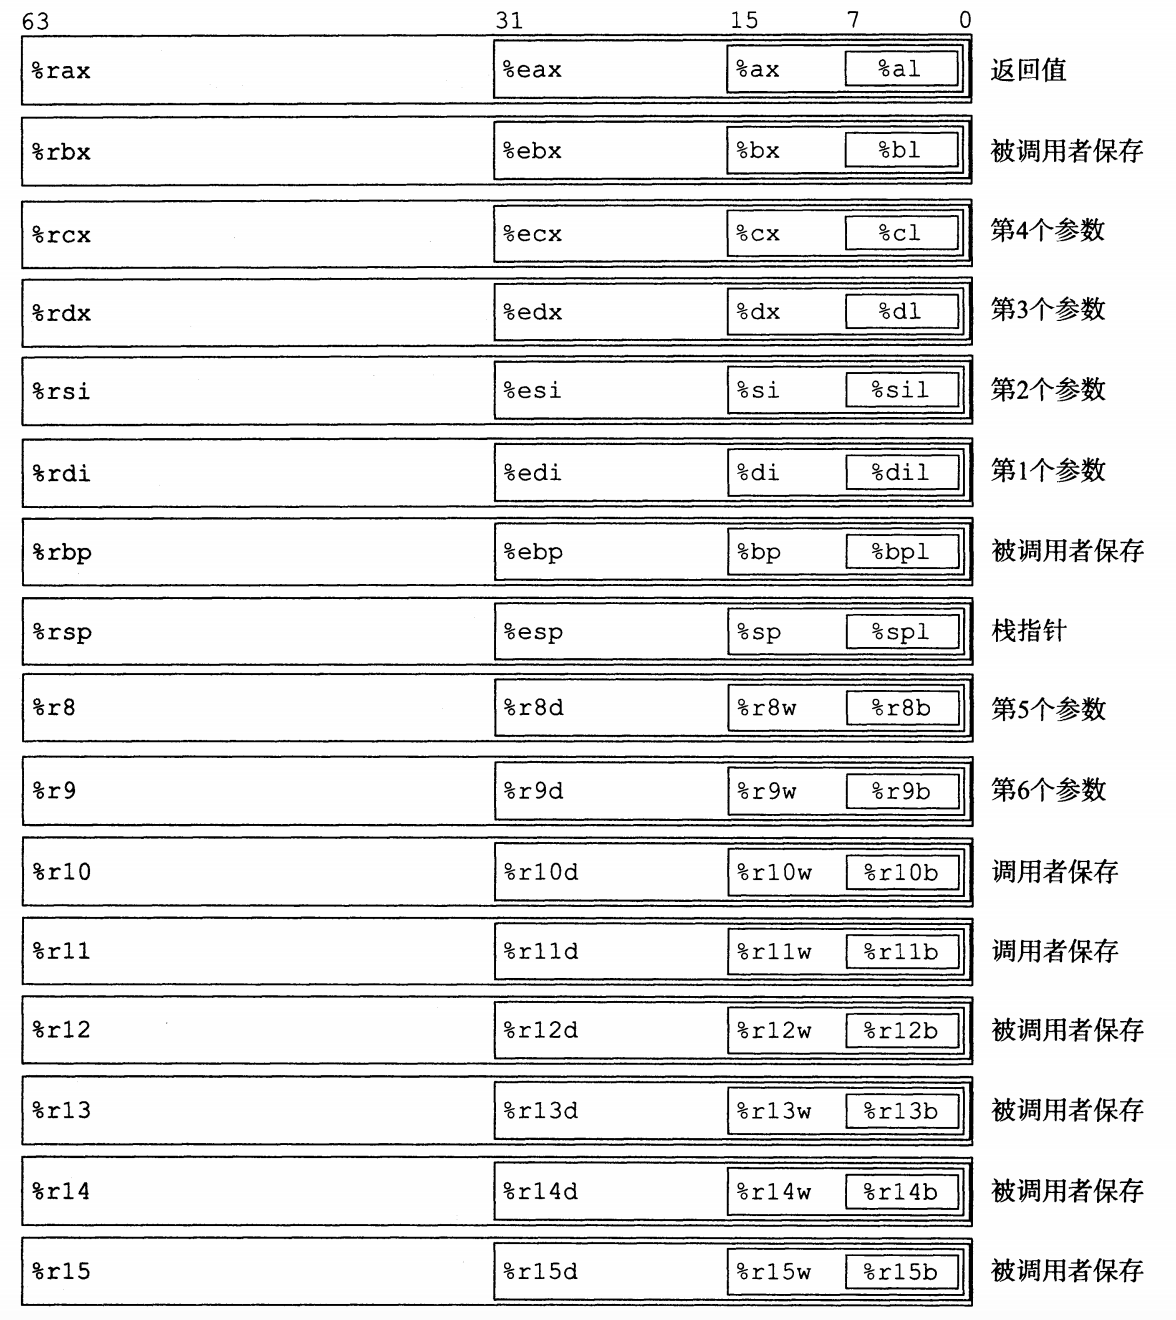 63 31 15 7 0
%rax %eax %ax %al 返回值
%rbx %ebx %bx %bl 被调用者保存
%rcx %ecx %cx %cl 第4个参数
%rdx %edx %dx %dl 第3个参数
%rsi %esi %si %sil 第2个参数
%rdi %edi %di %dil 第1个参数
%rbp %ebp %bp %bpl 被调用者保存
%rsp %esp %sp %spl 栈指针
%r8 %r8d %r8w %r8b 第5个参数
%r9 %r9d %r9w %r9b 第6个参数
%r10 %r10d %r10w %r10b 调用者保存
%r11 %r11d %r11w %r11b 调用者保存
%r12 %r12d %r12w %r12b 被调用者保存
%r13 %r13d %r13w %r13b 被调用者保存
%r14 %r14d %r14w %r14b 被调用者保存
%r15 %r15d %r15w %r15b 被调用者保存